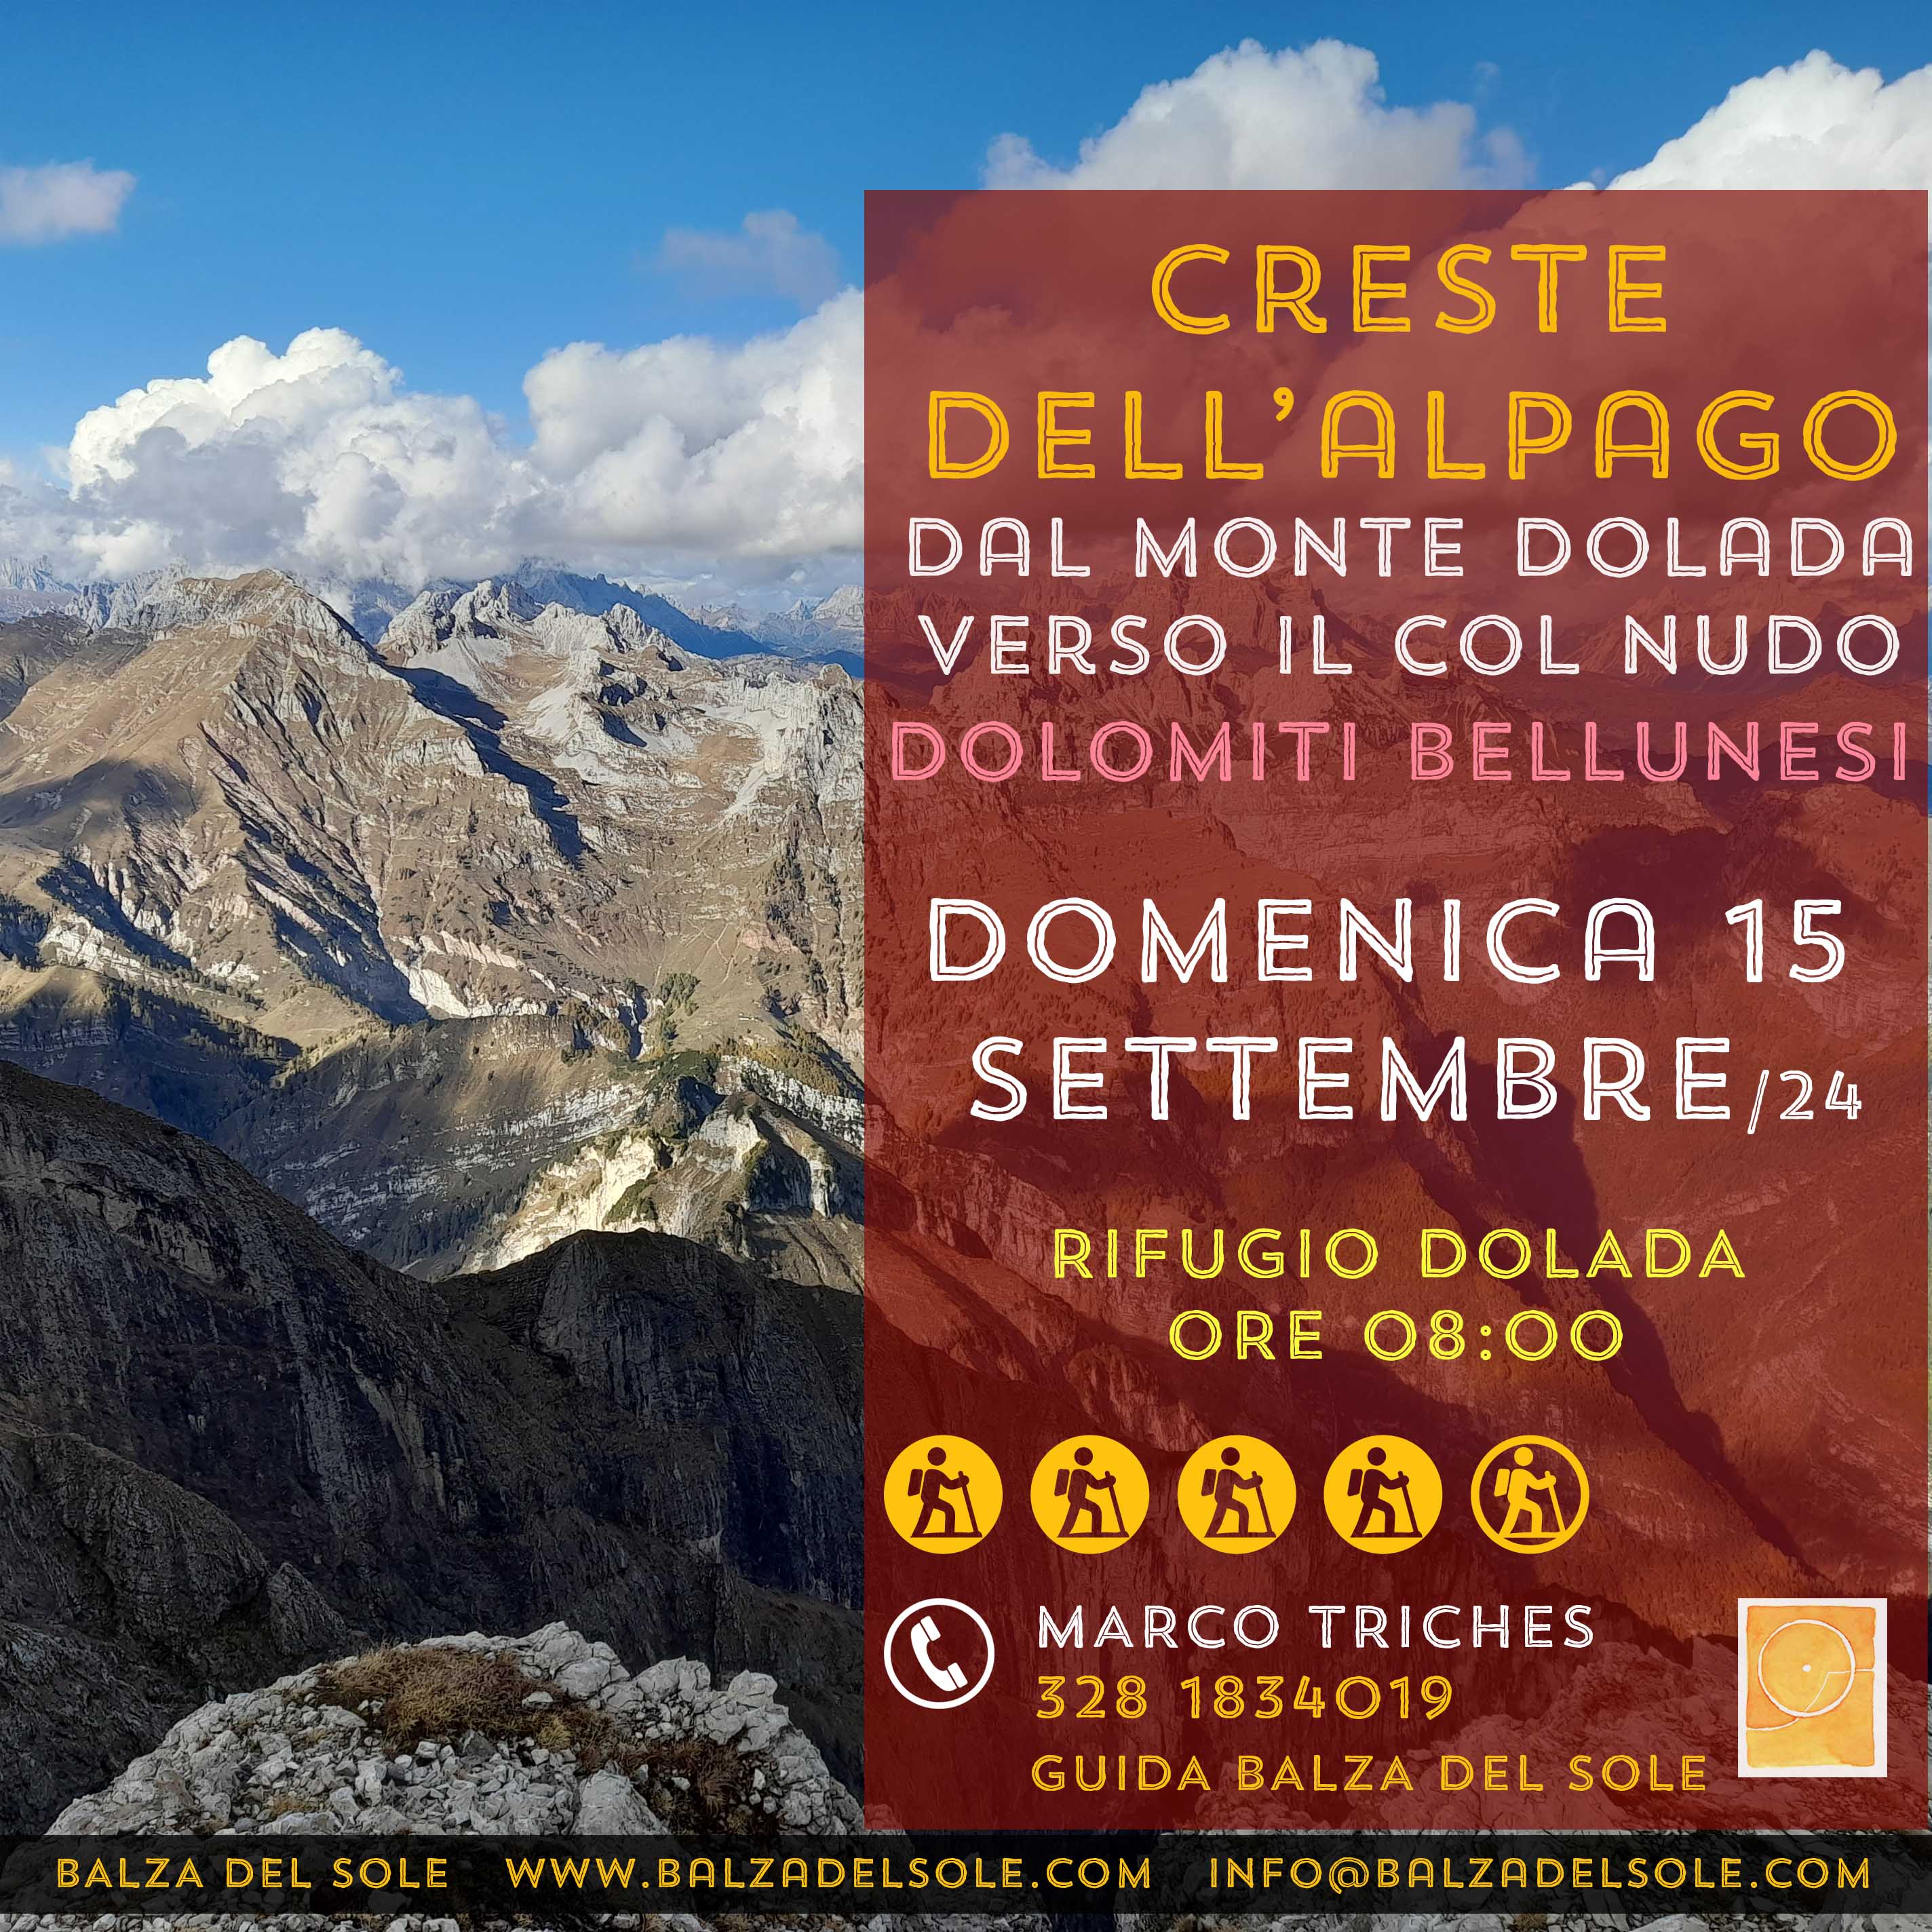 CRESTE
DELL'ALPAGO
DAL MONTE DOLADA
VERSO IL COL NUDO
DOLOMITI BELLUNESI
DOMENICA 15
SETTEMBRE/24
RIFUGIO DOLADA
ORE 08:00
MARCO TRICHES
328 1834019
GUIDA BALZA DEL SOLE
BALZA DEL SOLE WWW.BALZADELSOLE.COM INFO@BALZADELSOLE.COM